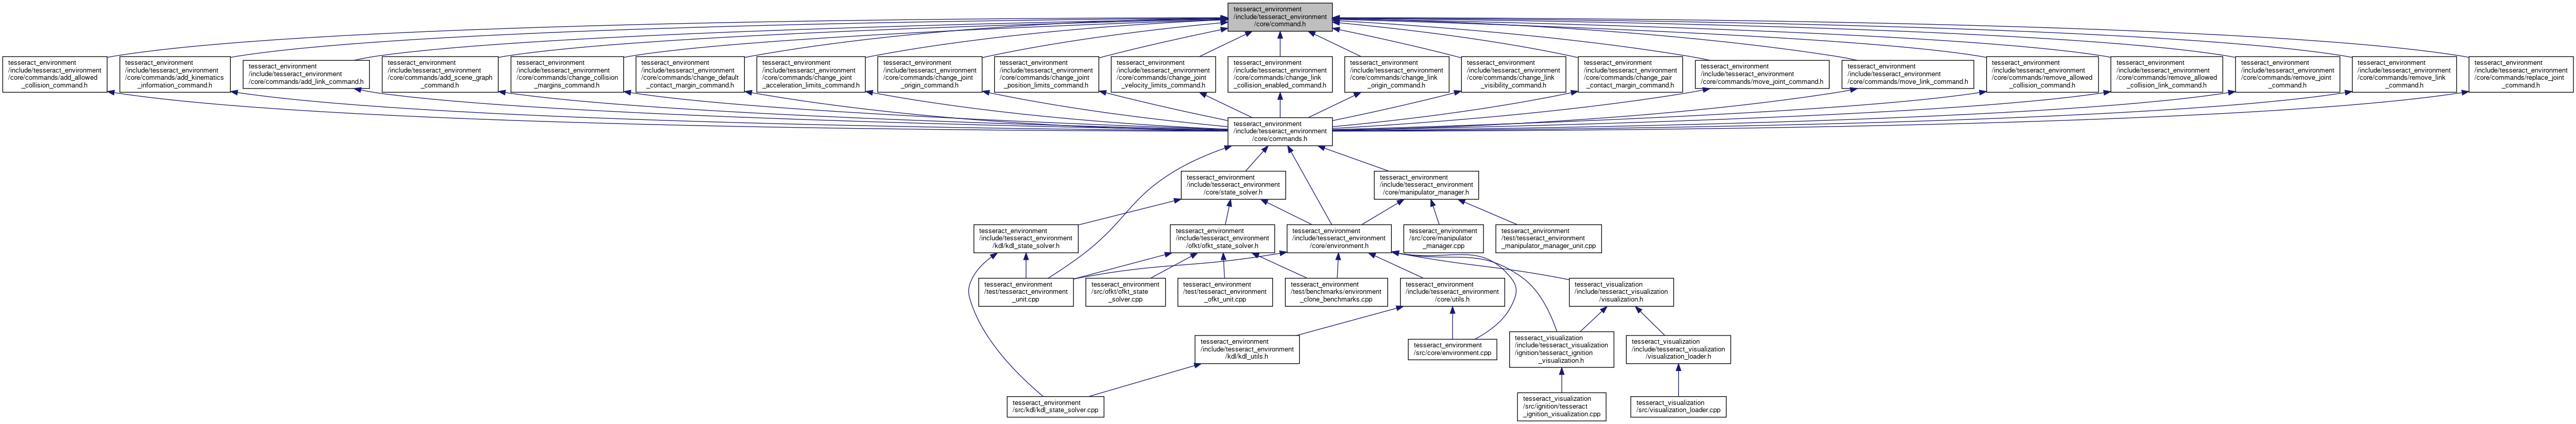 tesseract_environment
/include/tesseract_environment
/core/command.h
tesseract_environment
/include/tesseract_environment
/core/commands/add_allowed
_collision_command.h
tesseract_environment
/include/tesseract_environment
/core/commands/add_kinematics
_information_command.h
tesseract_environment
/include/tesseract_environment
/core/commands/add_link_command.h
tesseract_environment
/include/tesseract_environment
/core/commands/add_scene_graph
_command.h
tesseract_environment
/include/tesseract_environment
/core/commands/change_collision
_margins_command.h
tesseract_environment
/include/tesseract_environment
/core/commands/change_default
_contact_margin_command.h
tesseract_environment
/include/tesseract_environment
/core/commands/change_joint
_acceleration_limits_command.h
tesseract_environment
/include/tesseract_environment
/core/commands/change_joint
_origin_command.h
tesseract_environment
/include/tesseract_environment
/core/commands/change_joint
_position_limits_command.h
tesseract_environment
/include/tesseract_environment
/core/commands/change_joint
_velocity_limits_command.h
tesseract_environment
/include/tesseract_environment
/core/commands/change_link
_collision_enabled_command.h
tesseract_environment
/include/tesseract_environment
/core/commands/change_link
_origin_command.h
tesseract_environment
/include/tesseract_environment
/core/commands/change_link
_visibility_command.h
tesseract_environment
/include/tesseract_environment
/core/commands/change_pair
_contact_margin_command.h
tesseract_environment
/include/tesseract_environment
/core/commands/move_joint_command.h
tesseract_environment
/include/tesseract_environment
/core/commands/move_link_command.h
tesseract_environment
/include/tesseract_environment
/core/commands/remove_allowed
_collision_command.h
tesseract_environment
/include/tesseract_environment
/core/commands/remove_allowed
_collision_link_command.h
tesseract_environment
/include/tesseract_environment
/core/commands/remove_joint
_command.h
tesseract_environment
/include/tesseract_environment
/core/commands/remove_link
_command.h
tesseract_environment
/include/tesseract_environment
/core/commands/replace_joint
_command.h
tesseract_environment
/include/tesseract_environment
/core/commands.h
tesseract_environment
/include/tesseract_environment
/core/state_solver.h
tesseract_environment
/include/tesseract_environment
/core/manipulator_manager.h
tesseract_environment
/include/tesseract_environment
/kdl/kdl_state_solver.h
tesseract_environment
/include/tesseract_environment
/ofkt/ofkt_state_solver.h
tesseract_environment
/include/tesseract_environment
/core/environment.h
tesseract_environment
/src/core/manipulator
_manager.cpp
tesseract_environment
/test/tesseract_environment
_manipulator_manager_unit.cpp
tesseract_environment
/test/tesseract_environment
_unit.cpp
tesseract_environment
/src/ofkt/ofkt_state
_solver.cpp
tesseract_environment
/test/tesseract_environment
_ofkt_unit.cpp
tesseract_environment
/test/benchmarks/environment
_clone_benchmarks.cpp
tesseract_environment
/include/tesseract_environment
/core/utils.h
tesseract_visualization
/include/tesseract_visualization
/visualization.h
tesseract_environment
/include/tesseract_environment
/kdl/kdl_utils.h
tesseract_environment
/src/core/environment.cpp
tesseract_visualization
/include/tesseract_visualization
/ignition/tesseract_ignition
_visualization.h
tesseract_visualization
/include/tesseract_visualization
/visualization_loader.h
tesseract_environment
/src/kdl/kdl_state_solver.cpp
tesseract_visualization
/src/ignition/tesseract
_ignition_visualization.cpp
tesseract_visualization
/src/visualization_loader.cpp